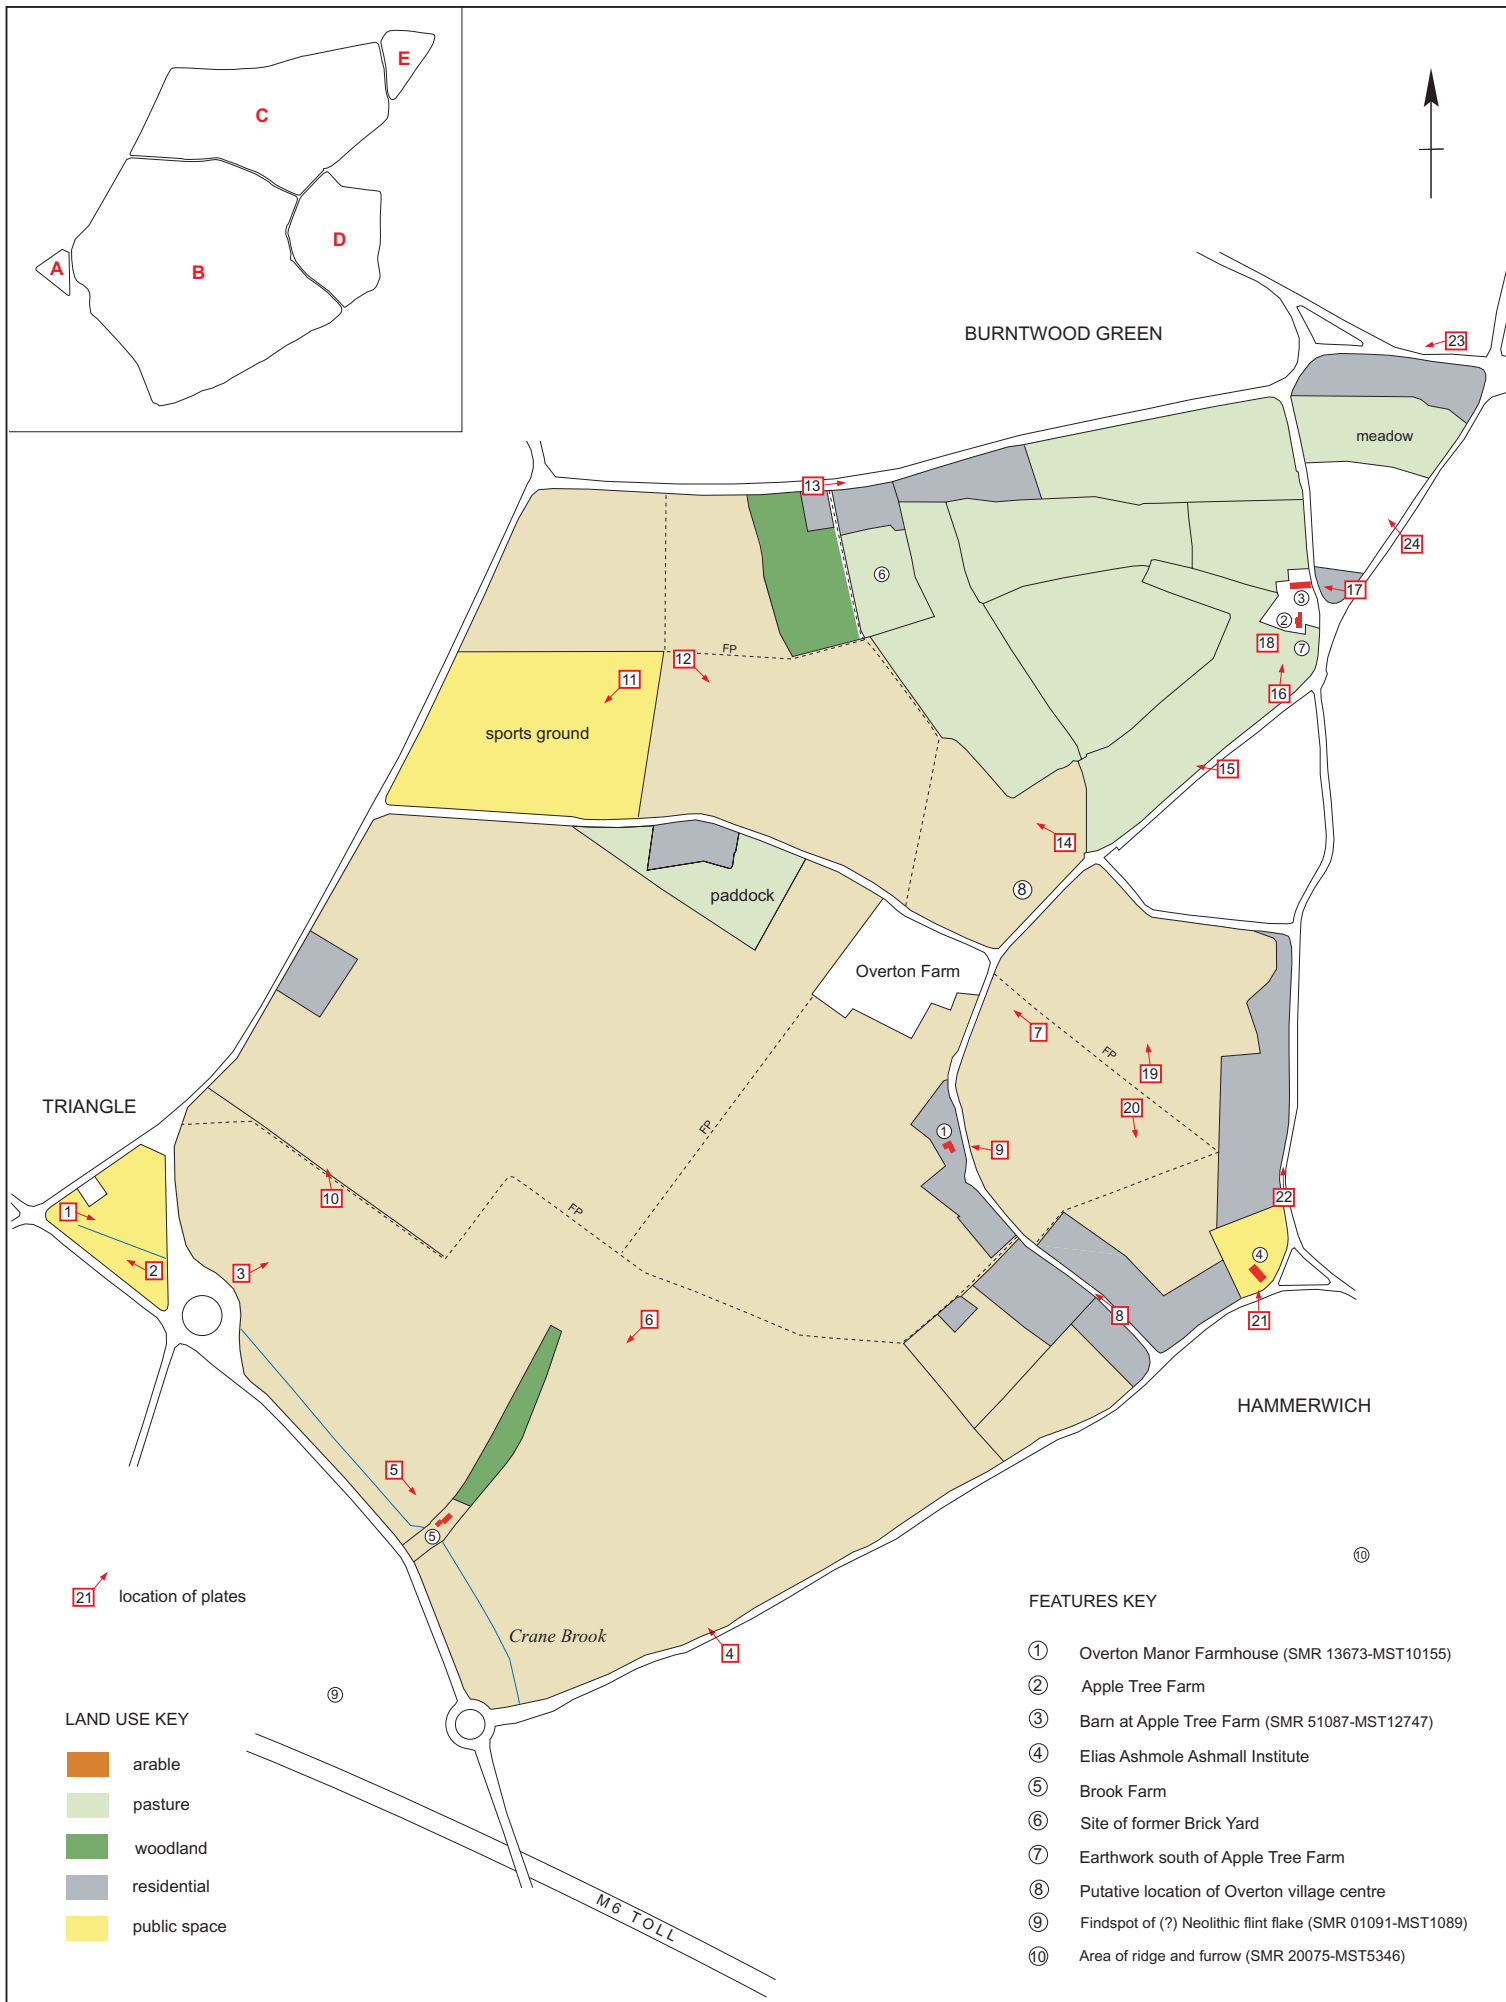 E
C
D
A
B
BURNTWOOD GREEN
23
meadow
13
24
6
17
3
2
18
7
12
FP
11
16
sports ground
15
14
paddock
8
Overton Farm
7
FP
19
TRIANGLE
20
FP
1
9
10
22
1
FP
4
3
2
6
8
21
HAMMERWICH
5
5
10
21 location of plates
Crane Brook
4
9
LAND USE KEY
arable
pasture
woodland
residential
public space
M6 TOLL
FEATURES KEY
1 Overton Manor Farmhouse (SMR 13673-MST10155)
2 Apple Tree Farm
3 Barn at Apple Tree Farm (SMR 51087-MST12747)
4 Elias Ashmole Ashmall Institute
5 Brook Farm
6 Site of former Brick Yard
7 Earthwork south of Apple Tree Farm
8 Putative location of Overton village centre
9 Findspot of (?) Neolithic flint flake (SMR 01091-MST1089)
10 Area of ridge and furrow (SMR 20075-MST5346)